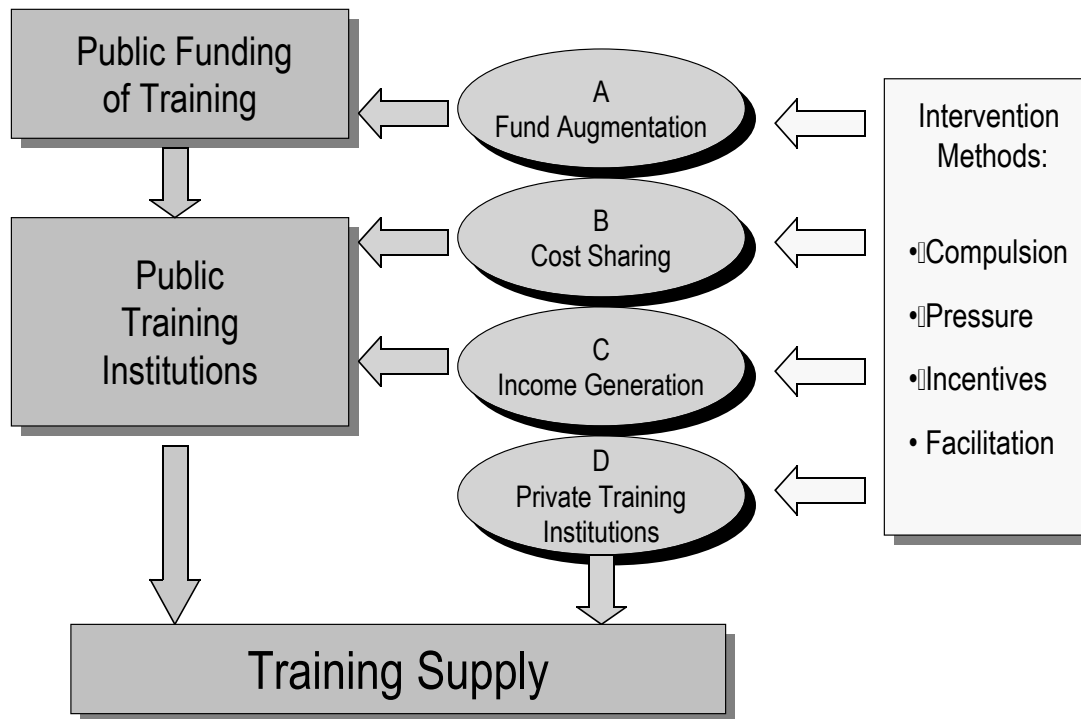 Public Funding
of Training
A
Fund Augmentation
Intervention
Methods:
B
Cost Sharing
•Compulsion
Public
Training
Institutions
•Pressure
C
Income Generation
•Incentives
• Facilitation
D
Private Training
Institutions
Training Supply